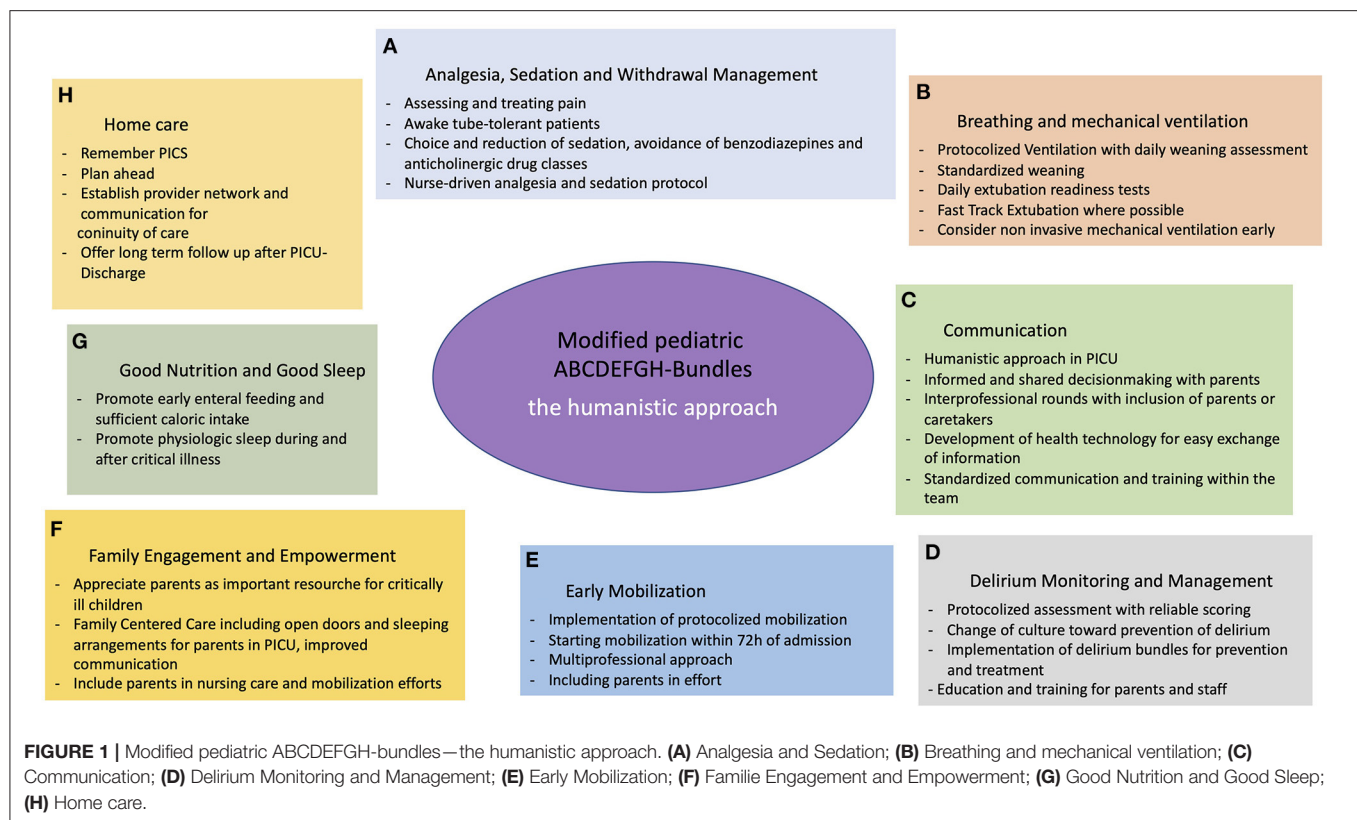 A
Analgesia, Sedation and Withdrawal Management
- Assessing and treating pain
- Awake tube-tolerant patients
- Choice and reduction of sedation, avoidance of benzodiazepines and
anticholinergic drug classes
- Nurse-driven analgesia and sedation protocol
B
Breathing and mechanical ventilation
- Protocolized Ventilation with daily weaning assessment
- Standardized weaning
- Daily extubation readiness tests
- Fast Track Extubation where possible
- Consider non invasive mechanical ventilation early
C
Communication
- Humanistic approach in PICU
- Informed and shared decisionmaking with parents
- Interprofessional rounds with inclusion of parents or
caretakers
- Development of health technology for easy exchange
of information
- Standardized communication and training within the
team
D
Delirium Monitoring and Management
- Protocolized assessment with reliable scoring
- Change of culture toward prevention of delirium
- Implementation of delirium bundles for prevention
and treatment
- Education and training for parents and staff
E
Early Mobilization
- Implementation of protocolized mobilization
- Starting mobilization within 72h of admission
- Multiprofessional approach
- Including parents in effort
F
Family Engagement and Empowerment
- Appreciate parents as important resourche for critically
ill children
- Family Centered Care including open doors and sleeping
arrangements for parents in PICU, improved
communication
- Include parents in nursing care and mobilization efforts
G
Good Nutrition and Good Sleep
- Promote early enteral feeding and
sufficient caloric intake
- Promote physiologic sleep during and
after critical illness
H
Home care
- Remember PICS
- Plan ahead
- Establish provider network and
communication for
coninuity of care
- Offer long term follow up after PICU-
Discharge
Modified pediatric
ABCDEFGH-Bundles
the humanistic approach
FIGURE 1 | Modified pediatric ABCDEFGH-bundles—the humanistic approach. (A) Analgesia and Sedation; (B) Breathing and mechanical ventilation; (C)
Communication; (D) Delirium Monitoring and Management; (E) Early Mobilization; (F) Familie Engagement and Empowerment; (G) Good Nutrition and Good Sleep;
(H) Home care.